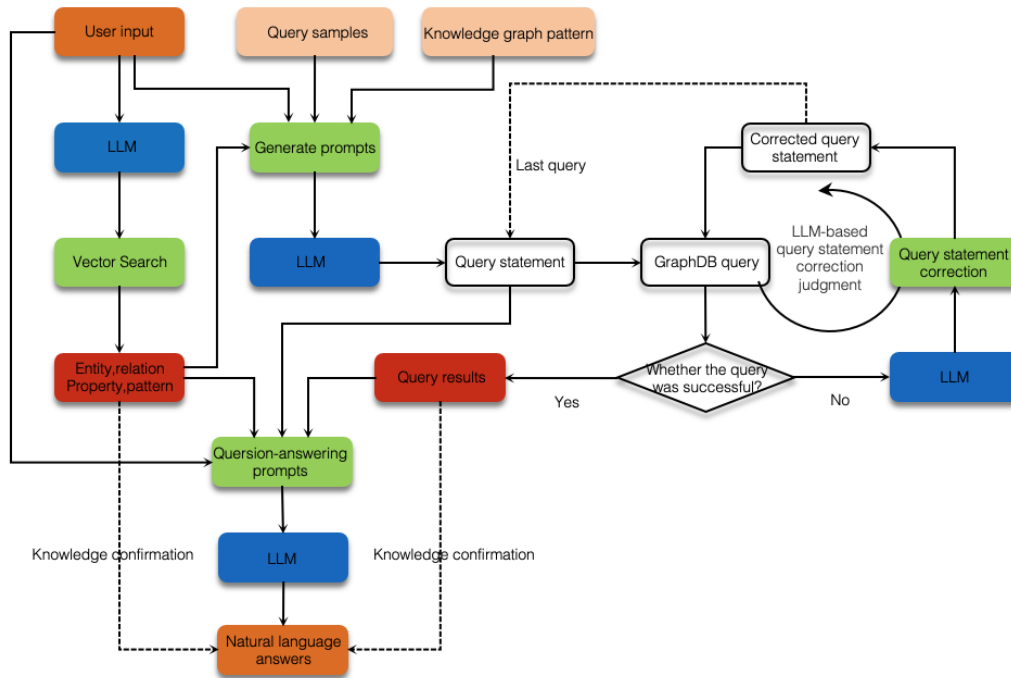 User input
Query samples
Knowledge graph pattern
LLM
Generate prompts
Corrected query
statement
Last query
Vector Search
LLM
Query statement
GraphDB query
LLM-based
query statement
correction
judgment
Query statement
correction
Entity,relation
Property,pattern
Query results
Whether the query
was successful?
LLM
Yes
No
Quersion-answering
prompts
Knowledge confirmation
LLM
Knowledge confirmation
Natural language
answers